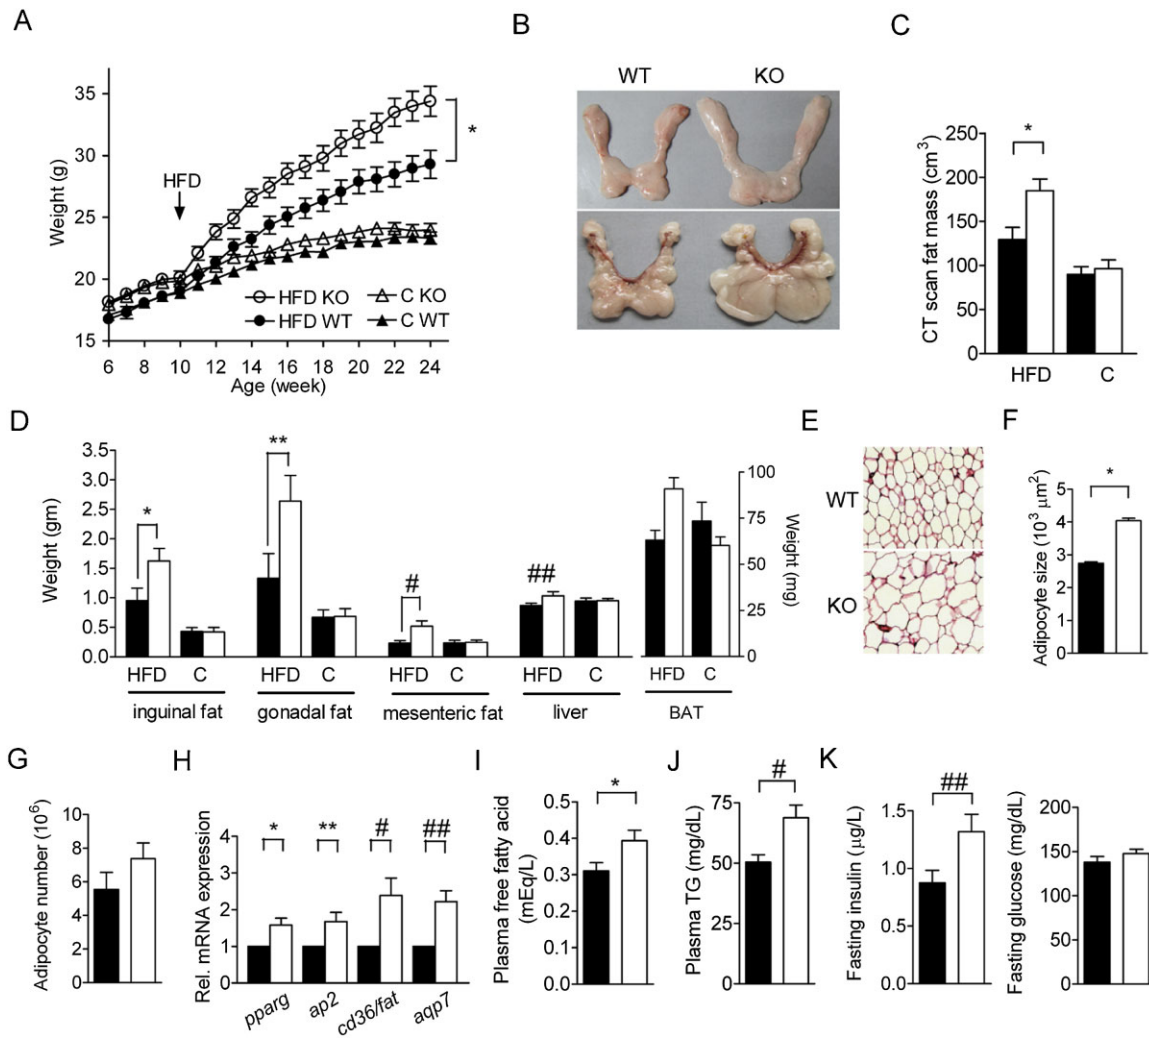 A
Weight (g)
35
30
25
20
15
HFD
*
HFD KO
C KO
HFD WT
C WT
6 8 10 12 14 16 18 20 22 24
Age (week)
B
WT KO
C
CT scan fat mass (cm³)
250
200
150
100
50
0
*
HFD C
D
Weight (gm)
3.5
3.0
2.5
2.0
1.5
1.0
0.5
0.0
*
**
#
##
100
75
50
25
0
Weight (mg)
HFD C HFD C HFD C HFD C HFD C
inguinal fat gonadal fat mesenteric fat liver BAT
E
WT
KO
F
Adipocyte size (10³ µm²)
5
4
3
2
1
0
*
G
Adipocyte number (10⁶)
10
8
6
4
2
0
H
Rel. mRNA expression
4
3
2
1
0
* ** # ##
pparg ap2 cd36/fat aqp7
I
Plasma free fatty acid
(mEq/L)
0.5
0.4
0.3
0.2
0.1
0
*
J
Plasma TG (mg/dL)
75
50
25
0
#
K
Fasting insulin (µg/L)
1.5
1.0
0.5
0.0
##
Fasting glucose (mg/dL)
200
150
100
50
0